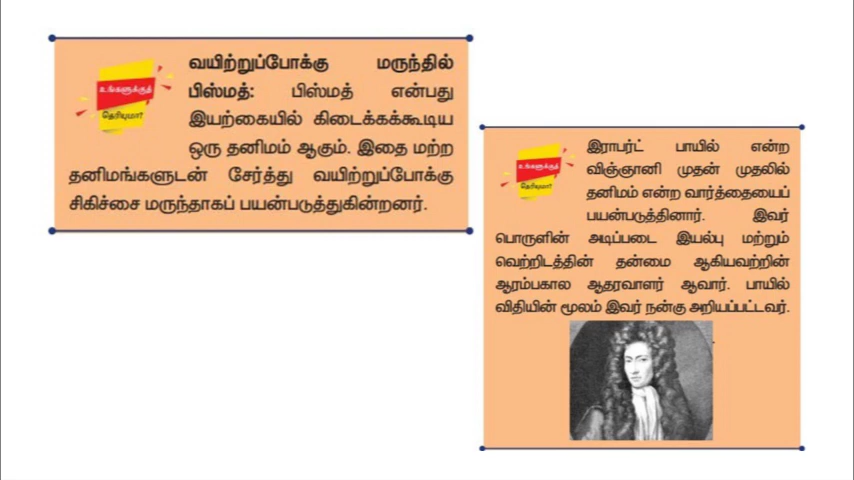 உங்களுக்குத்
தெரியுமா?
வயிற்றுப்போக்கு மருந்தில்
பிஸ்மத்: பிஸ்மத் என்பது
இயற்கையில் கிடைக்கக்கூடிய
ஒரு தனிமம் ஆகும். இதை மற்ற
தனிமங்களுடன் சேர்த்து வயிற்றுப்போக்கு
சிகிச்சை மருந்தாகப் பயன்படுத்துகின்றனர்.
உங்களுக்குத்
தெரியுமா?
இராபர்ட் பாயில் என்ற
விஞ்ஞானி முதன் முதலில்
தனிமம் என்ற வார்த்தையைப்
பயன்படுத்தினார். இவர்
பொருளின் அடிப்படை இயல்பு மற்றும்
வெற்றிடத்தின் தன்மை ஆகியவற்றின்
ஆரம்பகால ஆதரவாளர் ஆவார். பாயில்
விதியின் மூலம் இவர் நன்கு அறியப்பட்டவர்.